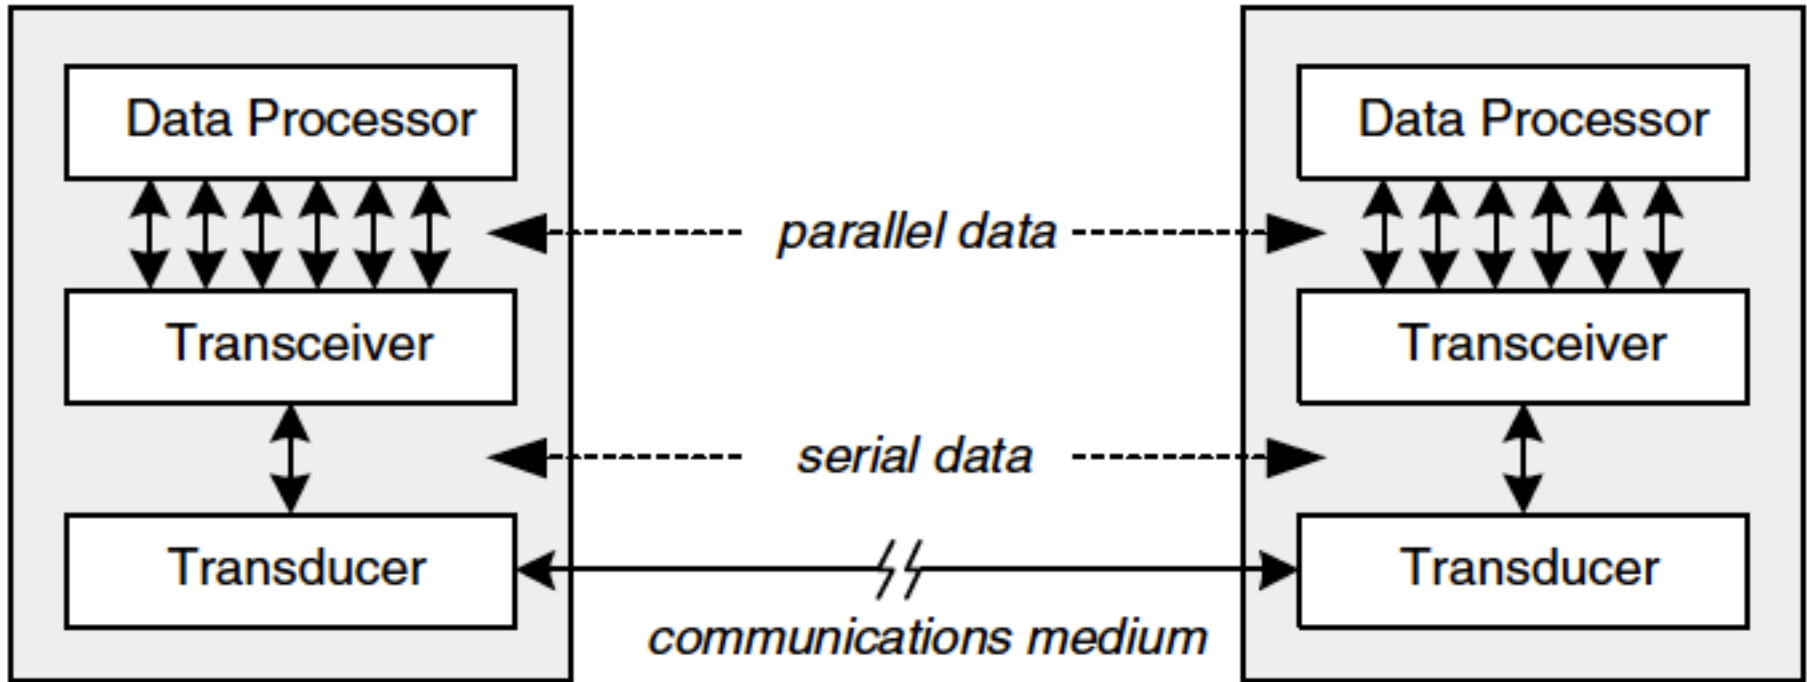 Data Processor
Data Processor
parallel data
Transceiver
Transceiver
serial data
Transducer
Transducer
communications medium